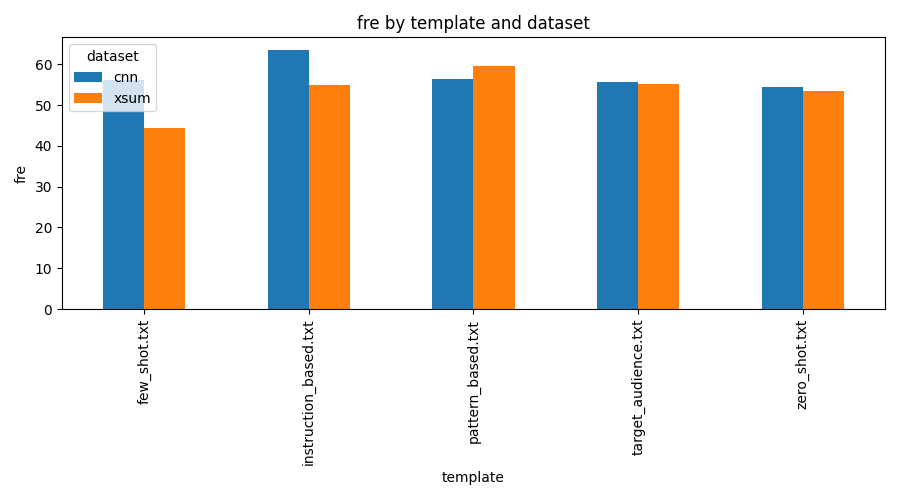 fre by template and dataset
dataset
cnn
xsum
60
50
40
30
20
10
0
fre
few_shot.txt
instruction_based.txt
pattern_based.txt
target_audience.txt
zero_shot.txt
template